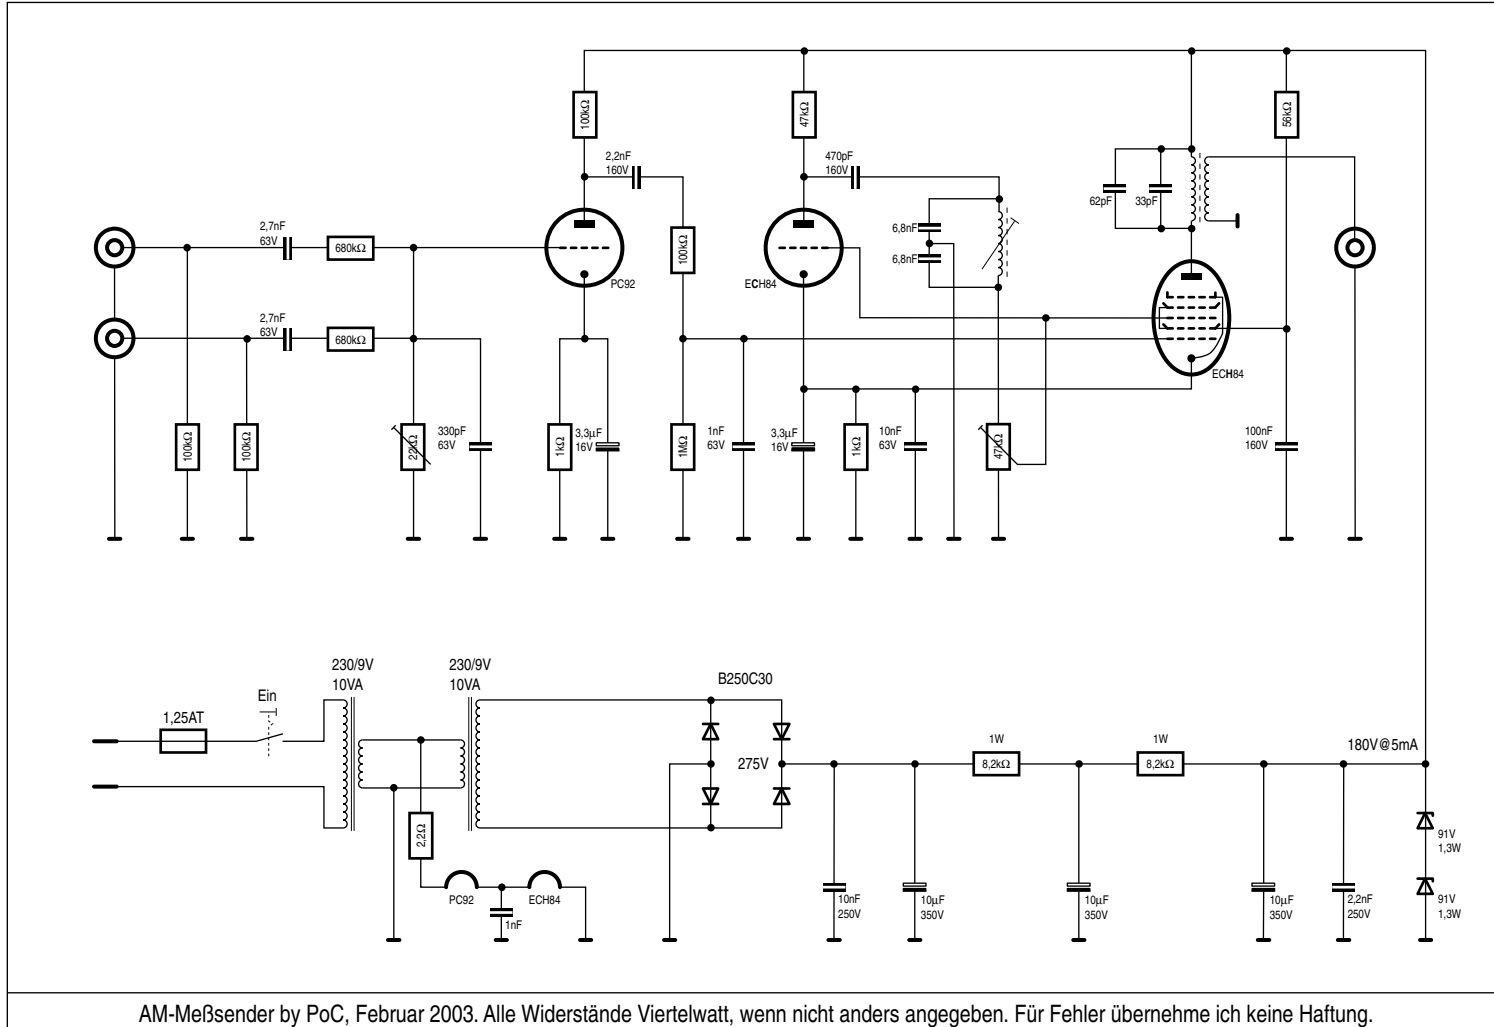 100kΩ
47kΩ
56kΩ
2,2nF
160V
470pF
160V
62pF
33pF
2,7nF
63V
680kΩ
100kΩ
6,8nF
6,8nF
PC92
ECH84
2,7nF
63V
680kΩ
ECH84
100kΩ
100kΩ
22kΩ
330pF
63V
1kΩ
3,3µF
16V
1MΩ
1nF
63V
3,3µF
16V
1kΩ
10nF
63V
47kΩ
100nF
160V
230/9V
10VA
230/9V
10VA
B250C30
Ein
1,25AT
275V
1W
8,2kΩ
1W
8,2kΩ
180V@5mA
2,2Ω
91V
1,3W
PC92
ECH84
1nF
10nF
250V
10µF
350V
10µF
350V
10µF
350V
2,2nF
250V
91V
1,3W
AM-Meßsender by PoC, Februar 2003. Alle Widerstände Viertelwatt, wenn nicht anders angegeben. Für Fehler übernehme ich keine Haftung.